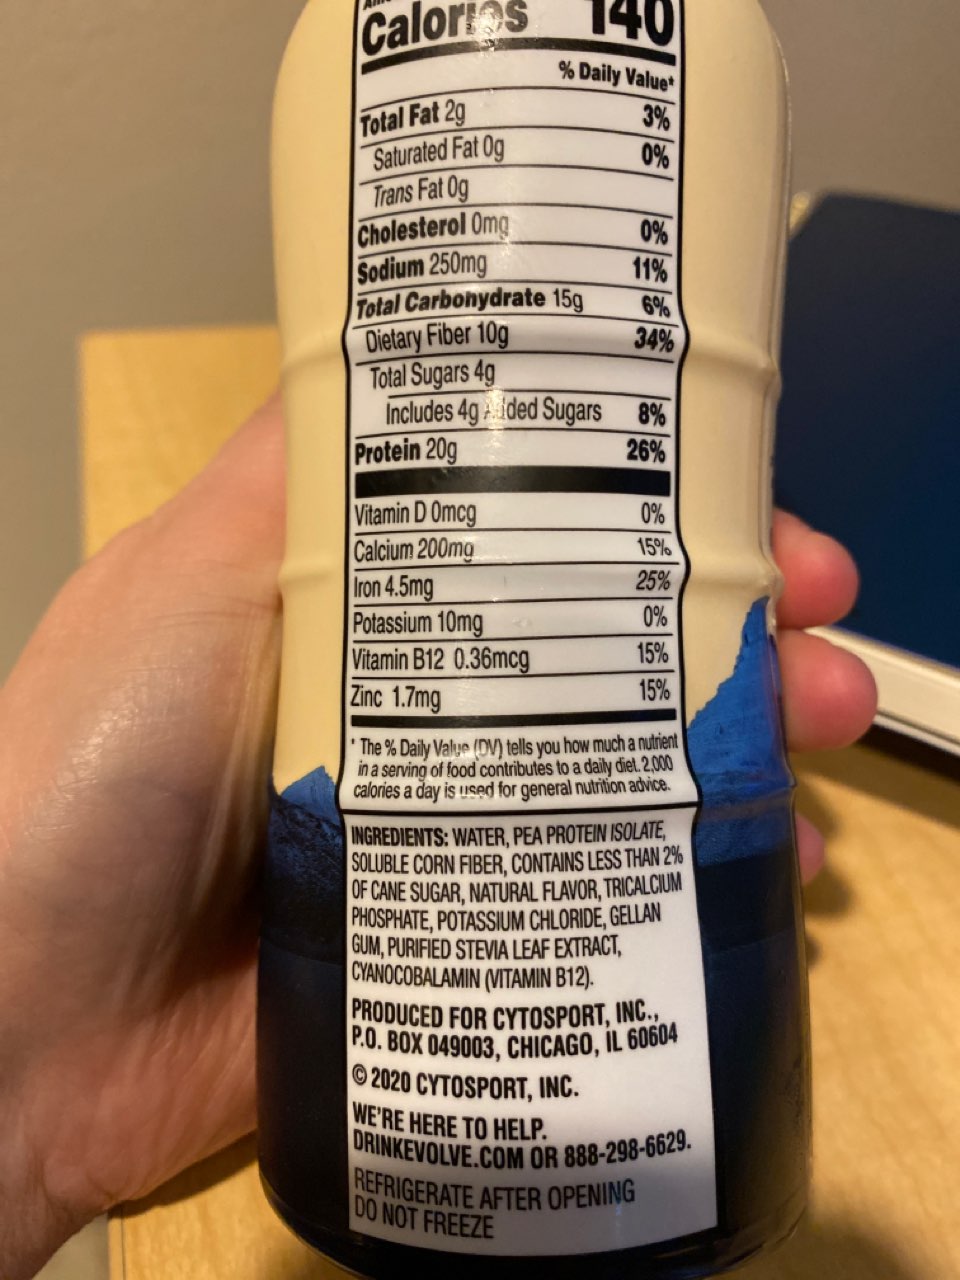 Calories 140
% Daily Value*
Total Fat 2g 3%
Saturated Fat 0g 0%
Trans Fat 0g
Cholesterol 0mg 0%
Sodium 250mg 11%
Total Carbohydrate 15g 6%
Dietary Fiber 10g 34%
Total Sugars 4g
Includes 4g Added Sugars 8%
Protein 20g 26%
Vitamin D 0mcg 0%
Calcium 200mg 15%
Iron 4.5mg 25%
Potassium 10mg 0%
Vitamin B12 0.36mcg 15%
Zinc 1.7mg 15%
* The % Daily Value (DV) tells you how much a nutrient
in a serving of food contributes to a daily diet. 2,000
calories a day is used for general nutrition advice.
INGREDIENTS: WATER, PEA PROTEIN ISOLATE,
SOLUBLE CORN FIBER, CONTAINS LESS THAN 2%
OF CANE SUGAR, NATURAL FLAVOR, TRICALCIUM
PHOSPHATE, POTASSIUM CHLORIDE, GELLAN
GUM, PURIFIED STEVIA LEAF EXTRACT,
CYANOCOBALAMIN (VITAMIN B12).
PRODUCED FOR CYTOSPORT, INC.,
P.O. BOX 049003, CHICAGO, IL 60604
© 2020 CYTOSPORT, INC.
WE'RE HERE TO HELP.
DRINKEVOLVE.COM OR 888-298-6629.
REFRIGERATE AFTER OPENING
DO NOT FREEZE